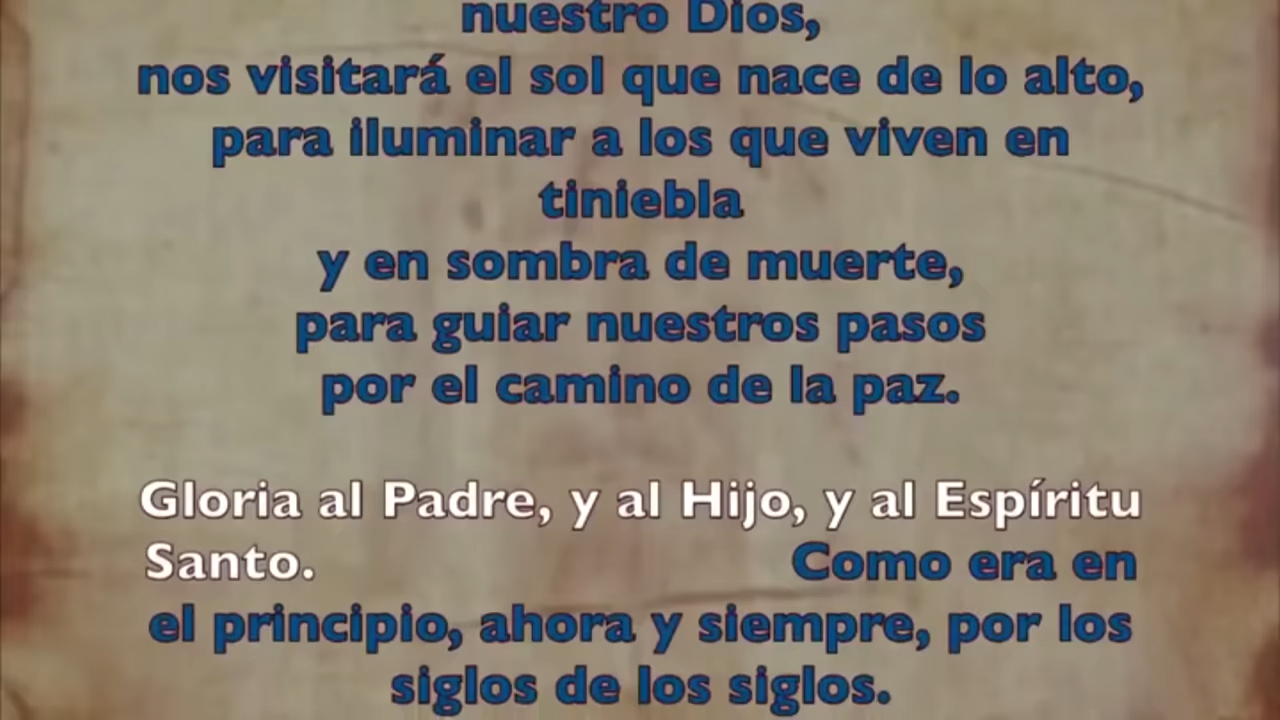 nuestro Dios,
nos visitará el sol que nace de lo alto,
para iluminar a los que viven en
tiniebla
y en sombra de muerte,
para guiar nuestros pasos
por el camino de la paz.
Gloria al Padre, y al Hijo, y al Espíritu
Santo. Como era en
el principio, ahora y siempre, por los
siglos de los siglos.